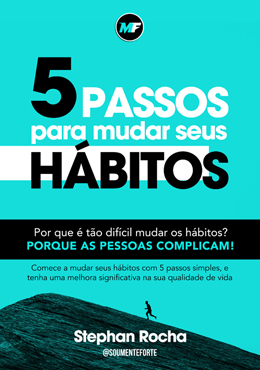 MF
5 PASSOS
para mudar seus
HÁBITOS
Por que é tão difícil mudar os hábitos?
PORQUE AS PESSOAS COMPLICAM!
Comece a mudar seus hábitos com 5 passos simples, e
tenha uma melhora significativa na sua qualidade de vida
Stephan Rocha
@SOUMENTEFORTE